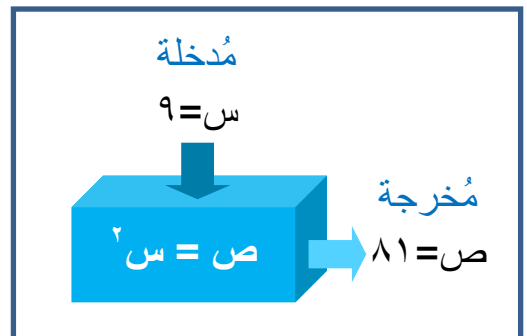 مُدخلة
س=٩
مُخرجة
ص = س٢
ص=٨١